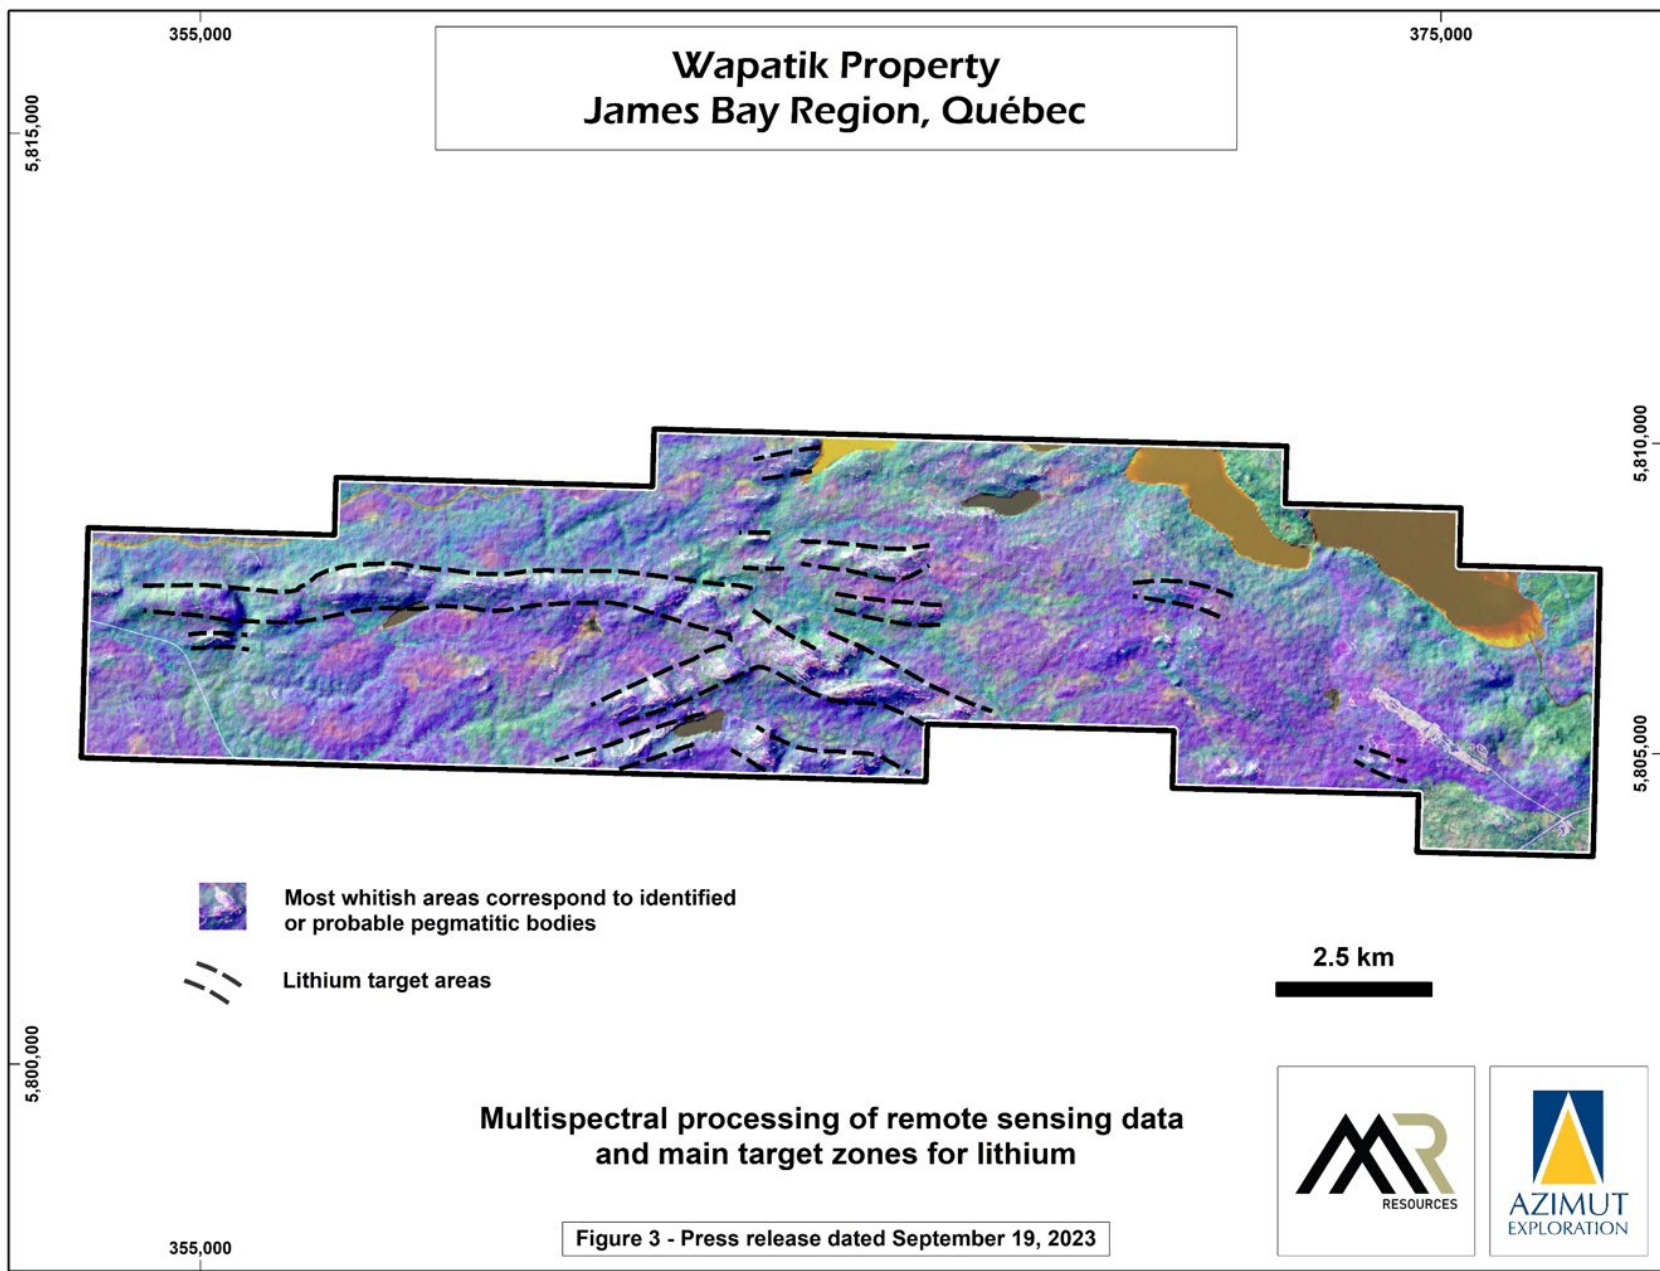 355,000
375,000
Wapatik Property
James Bay Region, Québec
5,815,000
5,810,000
5,805,000
Most whitish areas correspond to identified
or probable pegmatitic bodies
Lithium target areas
2.5 km
5,800,000
Multispectral processing of remote sensing data
and main target zones for lithium
MR
RESOURCES
AZIMUT
EXPLORATION
Figure 3 - Press release dated September 19, 2023
355,000